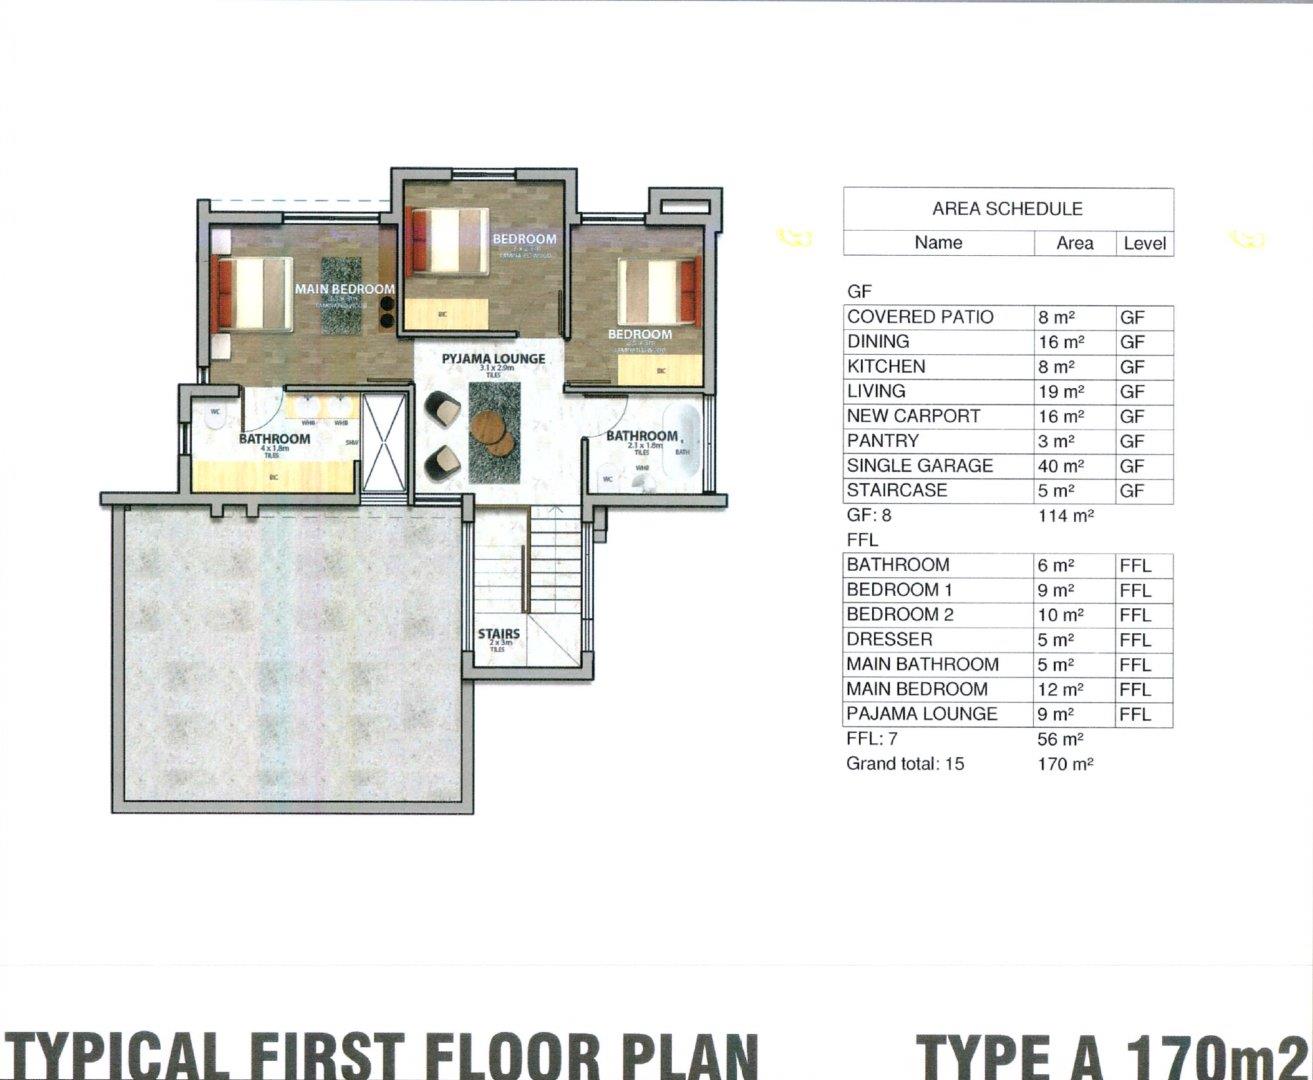 BEDROOM
MAIN BEDROOM
BIC
BEDROOM
PYJAMA LOUNGE
3.1 x 2.9m
TILES
BIC
WC
WHB
WHB
BATHROOM
4 x 1.8m
TILES
SHW
BIC
BATHROOM
2.1 x 1.8m
TILES
BATH
WHB
WC
STAIRS
2 x 3m
TILES
AREA SCHEDULE
Name Area Level
GF
COVERED PATIO 8 m² GF
DINING 16 m² GF
KITCHEN 8 m² GF
LIVING 19 m² GF
NEW CARPORT 16 m² GF
PANTRY 3 m² GF
SINGLE GARAGE 40 m² GF
STAIRCASE 5 m² GF
GF: 8 114 m²
FFL
BATHROOM 6 m² FFL
BEDROOM 1 9 m² FFL
BEDROOM 2 10 m² FFL
DRESSER 5 m² FFL
MAIN BATHROOM 5 m² FFL
MAIN BEDROOM 12 m² FFL
PAJAMA LOUNGE 9 m² FFL
FFL: 7 56 m²
Grand total: 15 170 m²
TYPICAL FIRST FLOOR PLAN TYPE A 170m2